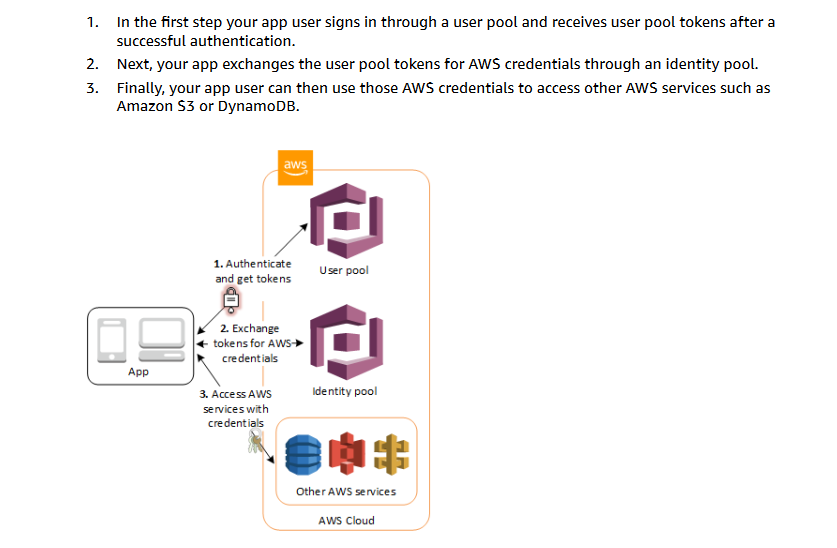 1. In the first step your app user signs in through a user pool and receives user pool tokens after a
successful authentication.
2. Next, your app exchanges the user pool tokens for AWS credentials through an identity pool.
3. Finally, your app user can then use those AWS credentials to access other AWS services such as
Amazon S3 or DynamoDB.
aws
1. Authenticate
and get tokens
User pool
2. Exchange
tokens for AWS
credentials
App
Identity pool
3. Access AWS
services with
credentials
Other AWS services
AWS Cloud